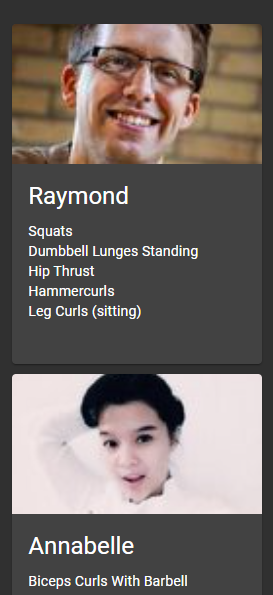 Raymond
Squats
Dumbbell Lunges Standing
Hip Thrust
Hammercurls
Leg Curls (sitting)
Annabelle
Biceps Curls With Barbell